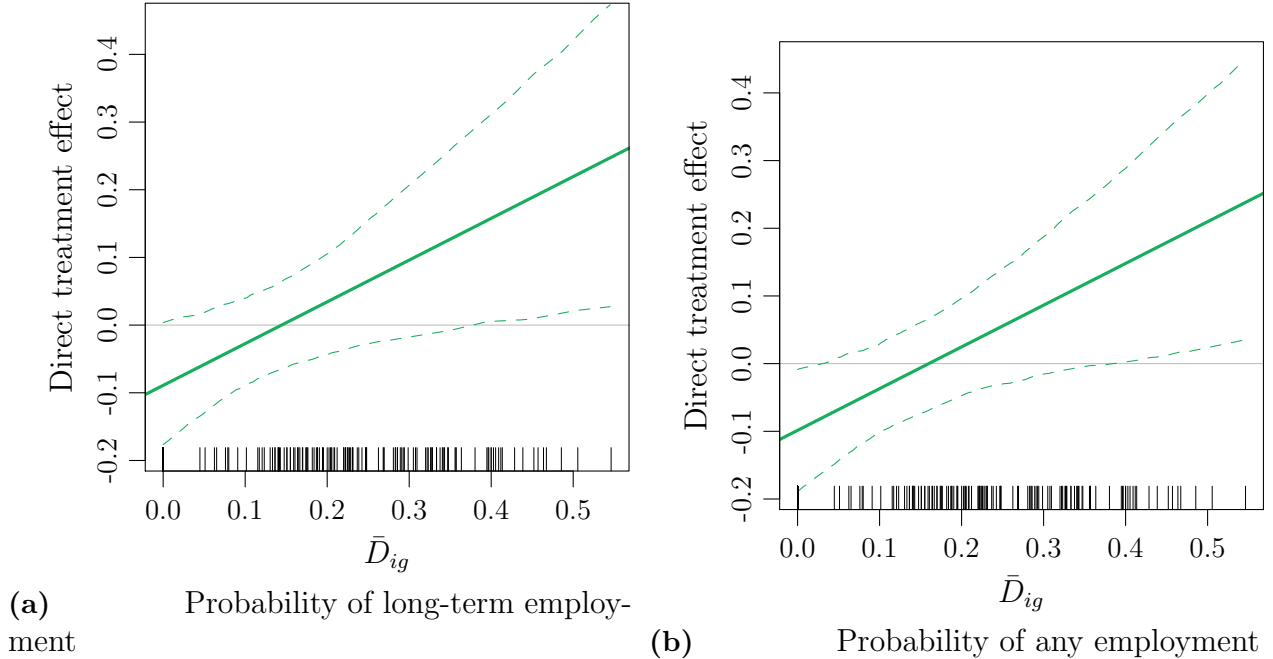 Direct treatment effect
0.4
0.3
0.2
0.1
0.0
-0.1
-0.2
0.0 0.1 0.2 0.3 0.4 0.5
D̄ig
(a) Probability of long-term employ-
ment
Direct treatment effect
0.4
0.3
0.2
0.1
0.0
-0.1
-0.2
0.0 0.1 0.2 0.3 0.4 0.5
D̄ig
(b) Probability of any employment